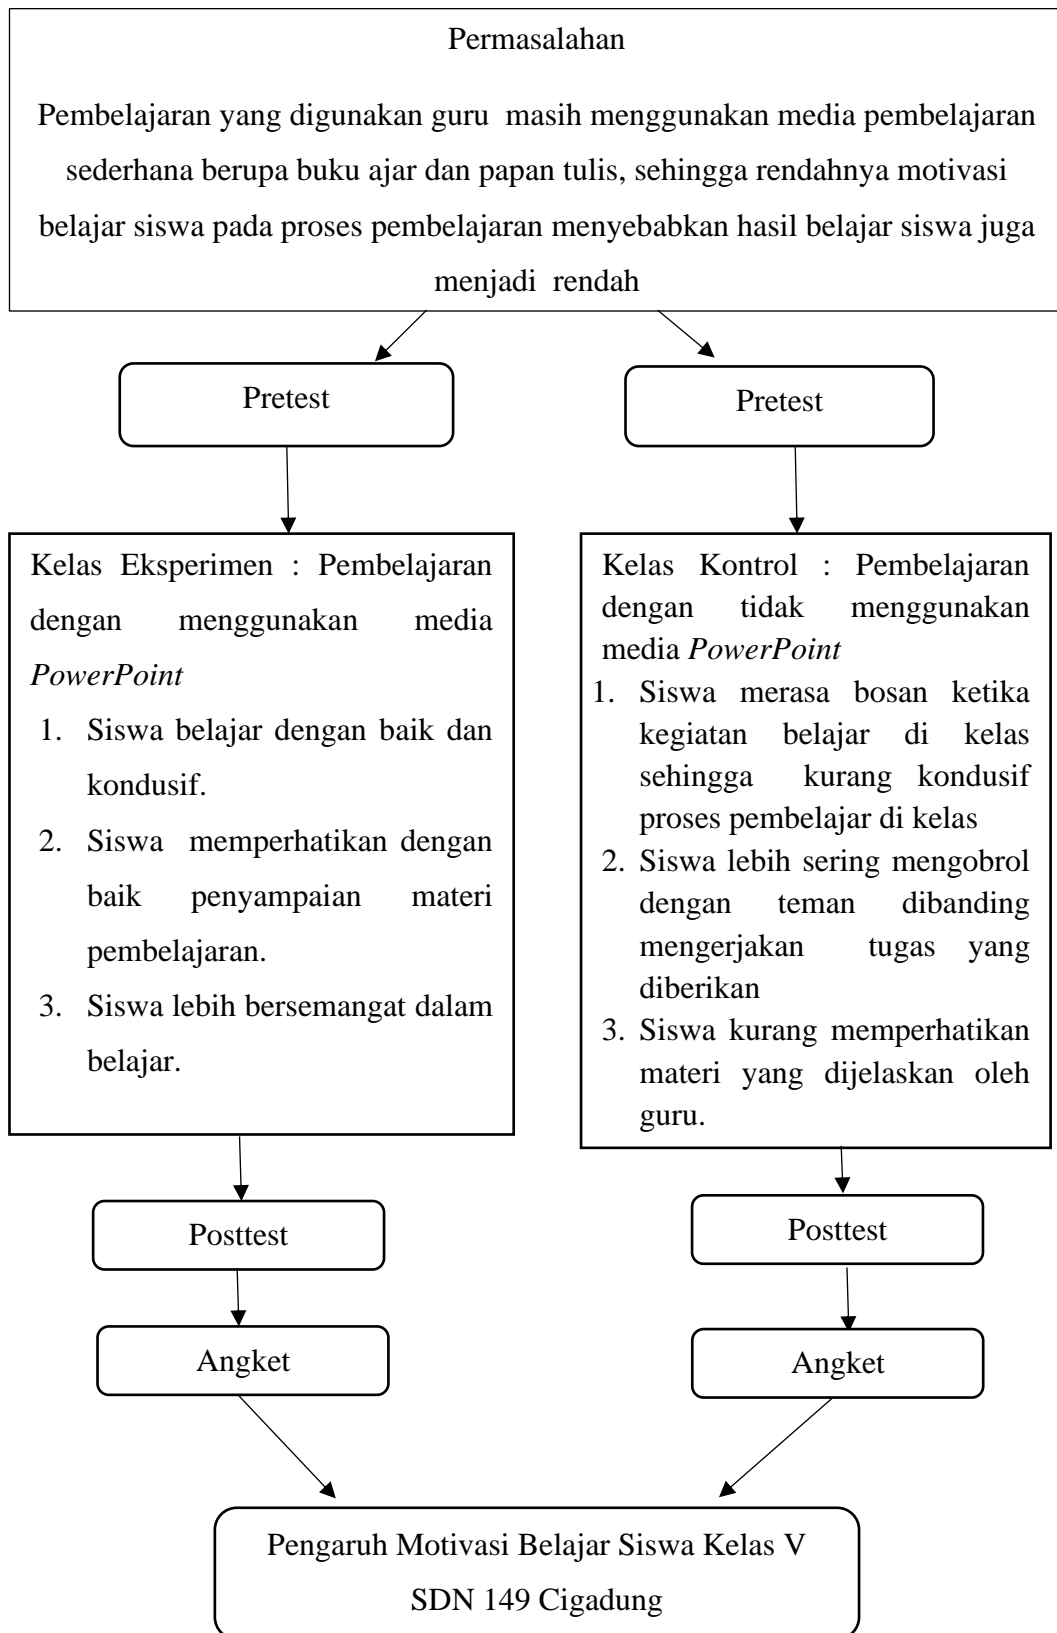 Permasalahan
Pembelajaran yang digunakan guru masih menggunakan media pembelajaran
sederhana berupa buku ajar dan papan tulis, sehingga rendahnya motivasi
belajar siswa pada proses pembelajaran menyebabkan hasil belajar siswa juga
menjadi rendah
Pretest
Pretest
Kelas Eksperimen : Pembelajaran
dengan menggunakan media
PowerPoint
1. Siswa belajar dengan baik dan
kondusif.
2. Siswa memperhatikan dengan
baik penyampaian materi
pembelajaran.
3. Siswa lebih bersemangat dalam
belajar.
Kelas Kontrol : Pembelajaran
dengan tidak menggunakan
media PowerPoint
1. Siswa merasa bosan ketika
kegiatan belajar di kelas
sehingga kurang kondusif
proses pembelajar di kelas
2. Siswa lebih sering mengobrol
dengan teman dibanding
mengerjakan tugas yang
diberikan
3. Siswa kurang memperhatikan
materi yang dijelaskan oleh
guru.
Posttest
Posttest
Angket
Angket
Pengaruh Motivasi Belajar Siswa Kelas V
SDN 149 Cigadung